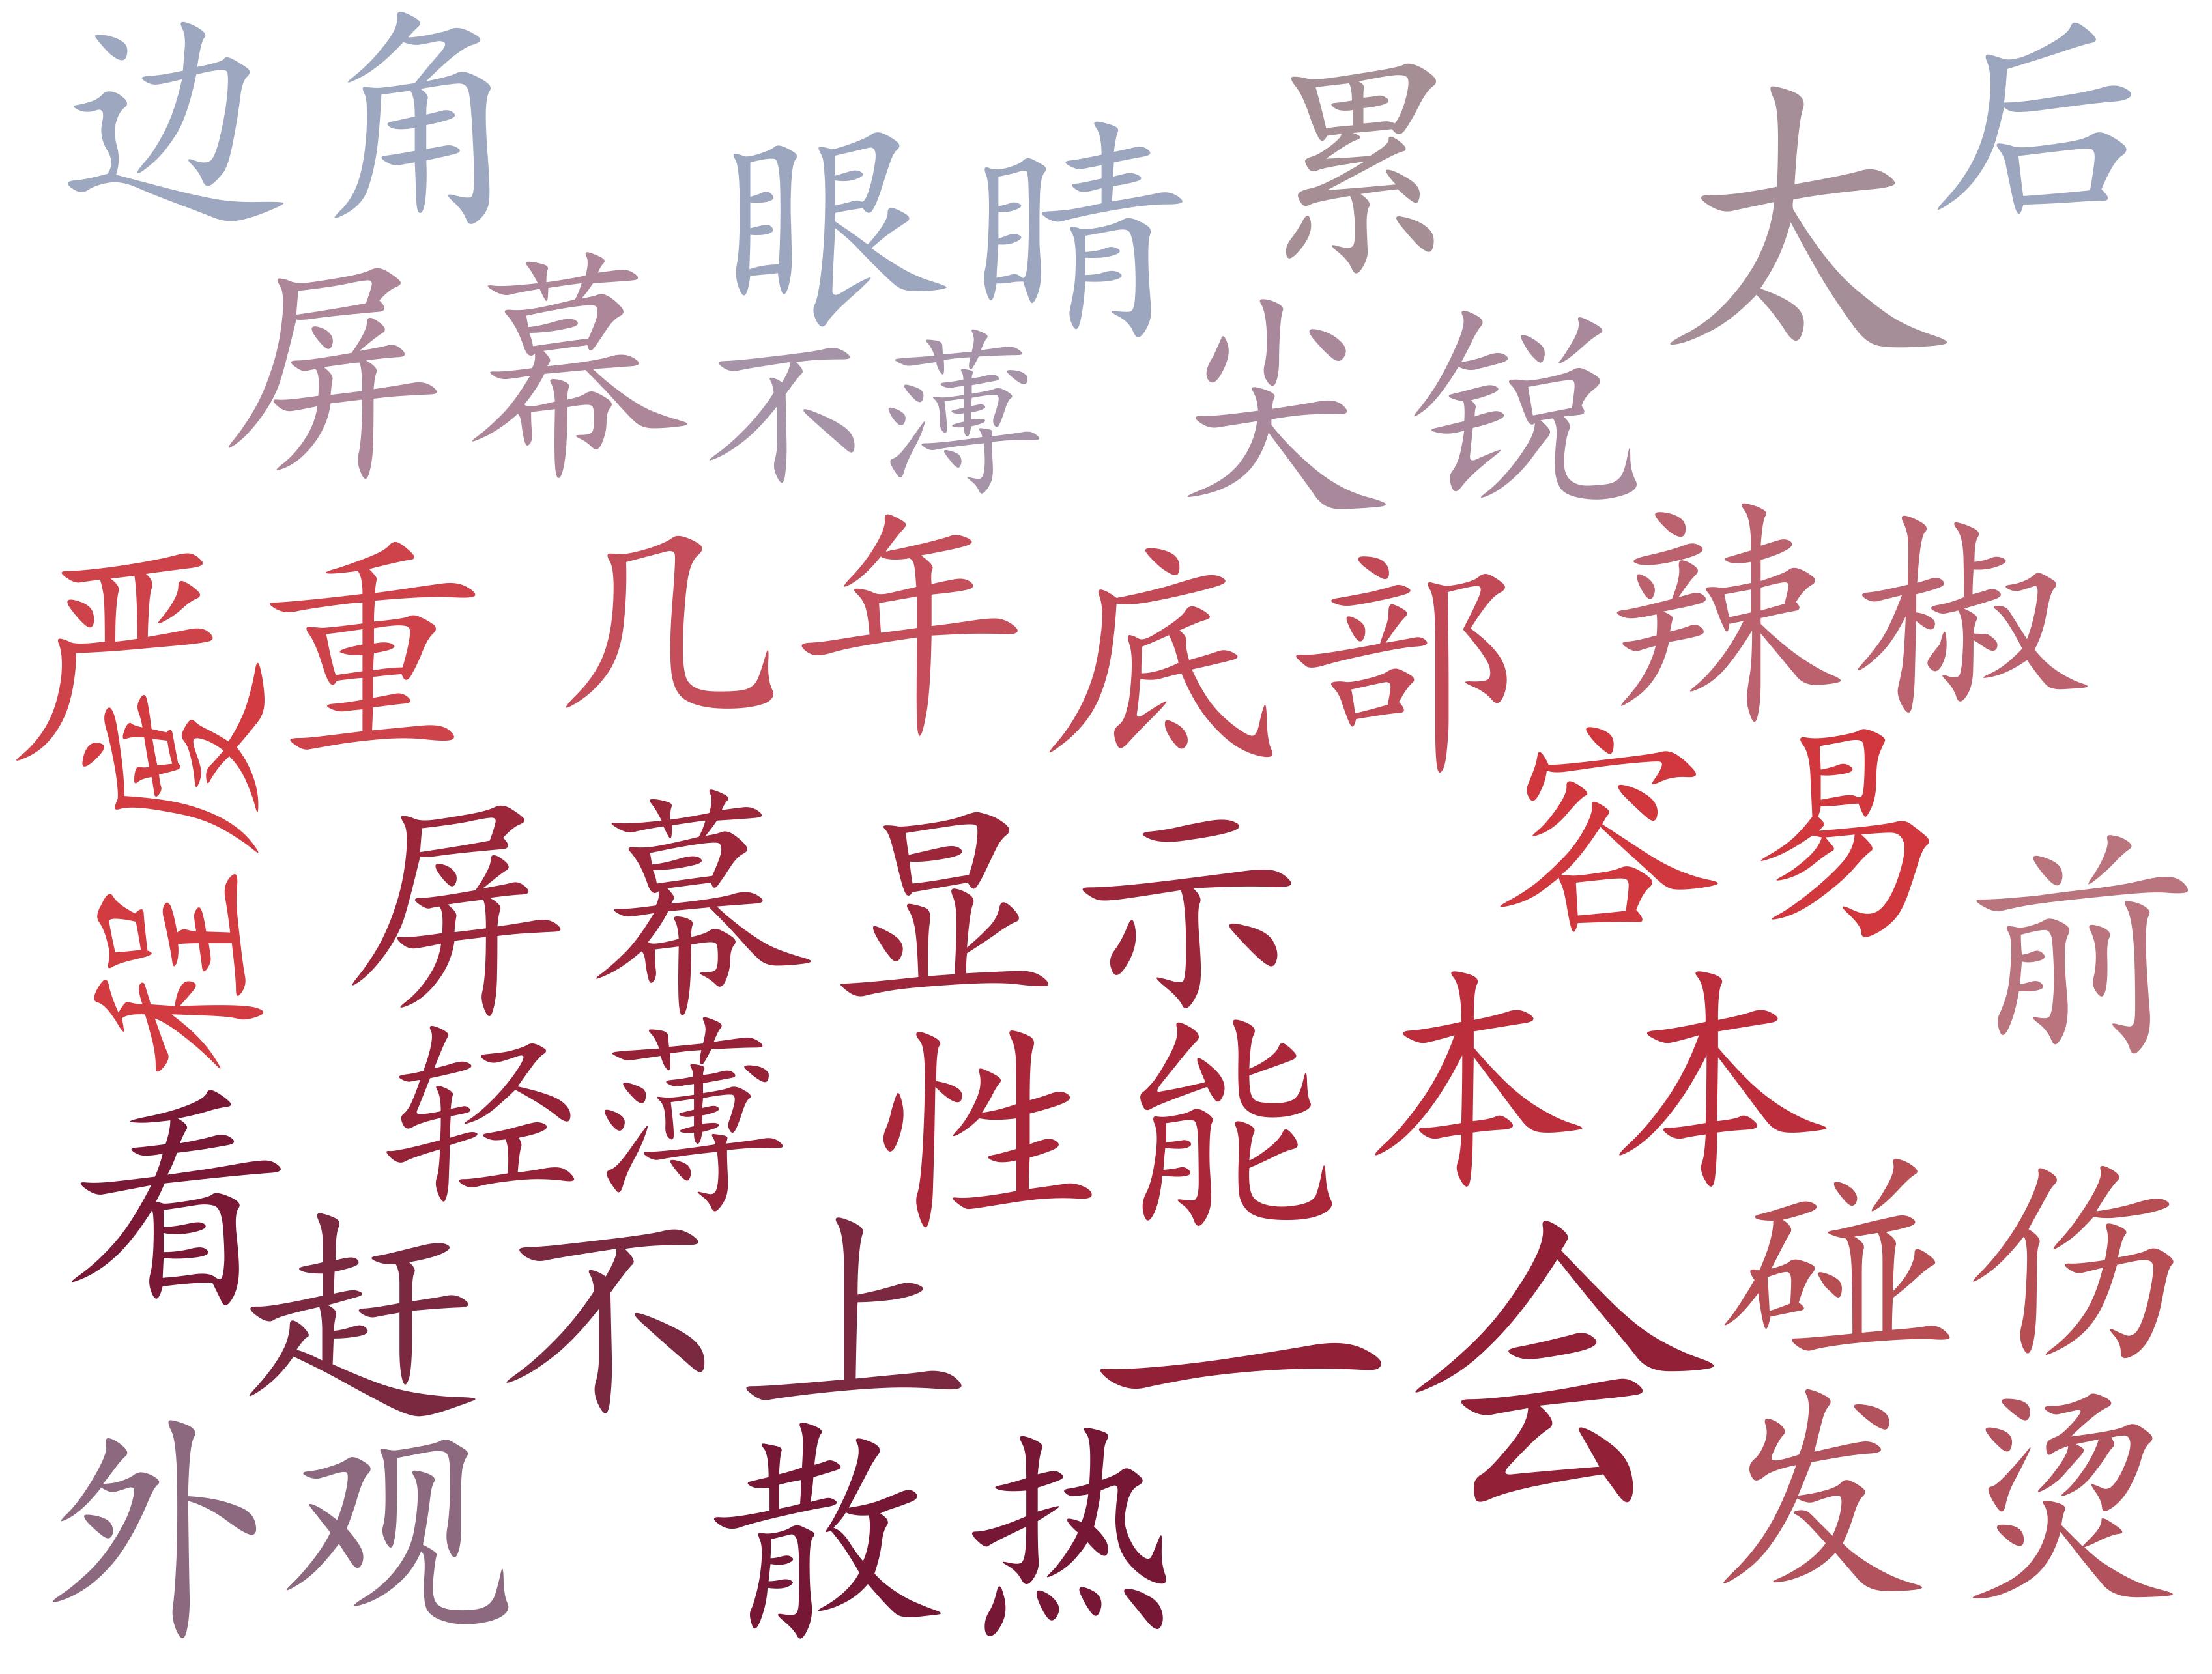 边角
后
累
太
眼睛
屏幕
不薄
尖锐
严重
几年
底部
辣椒
容易
屏幕
显示
前
轻薄
性能
本本
看
赶不上
一会
碰伤
外观
散热
发烫